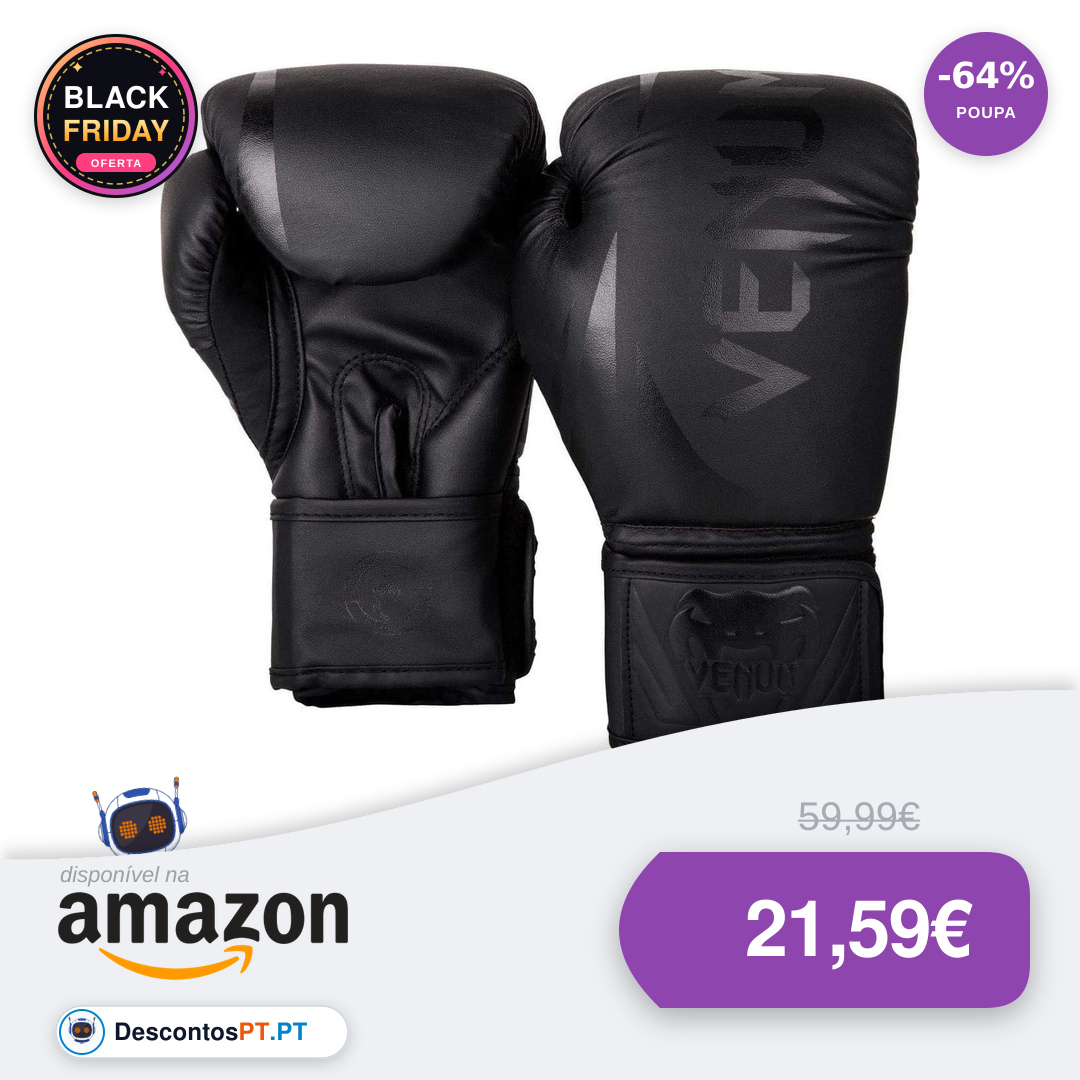 BLACK
FRIDAY
OFERTA
-64%
POUPA
VENUM
VENUM
59,99€
disponível na
amazon
21,59€
DescontosPT.PT